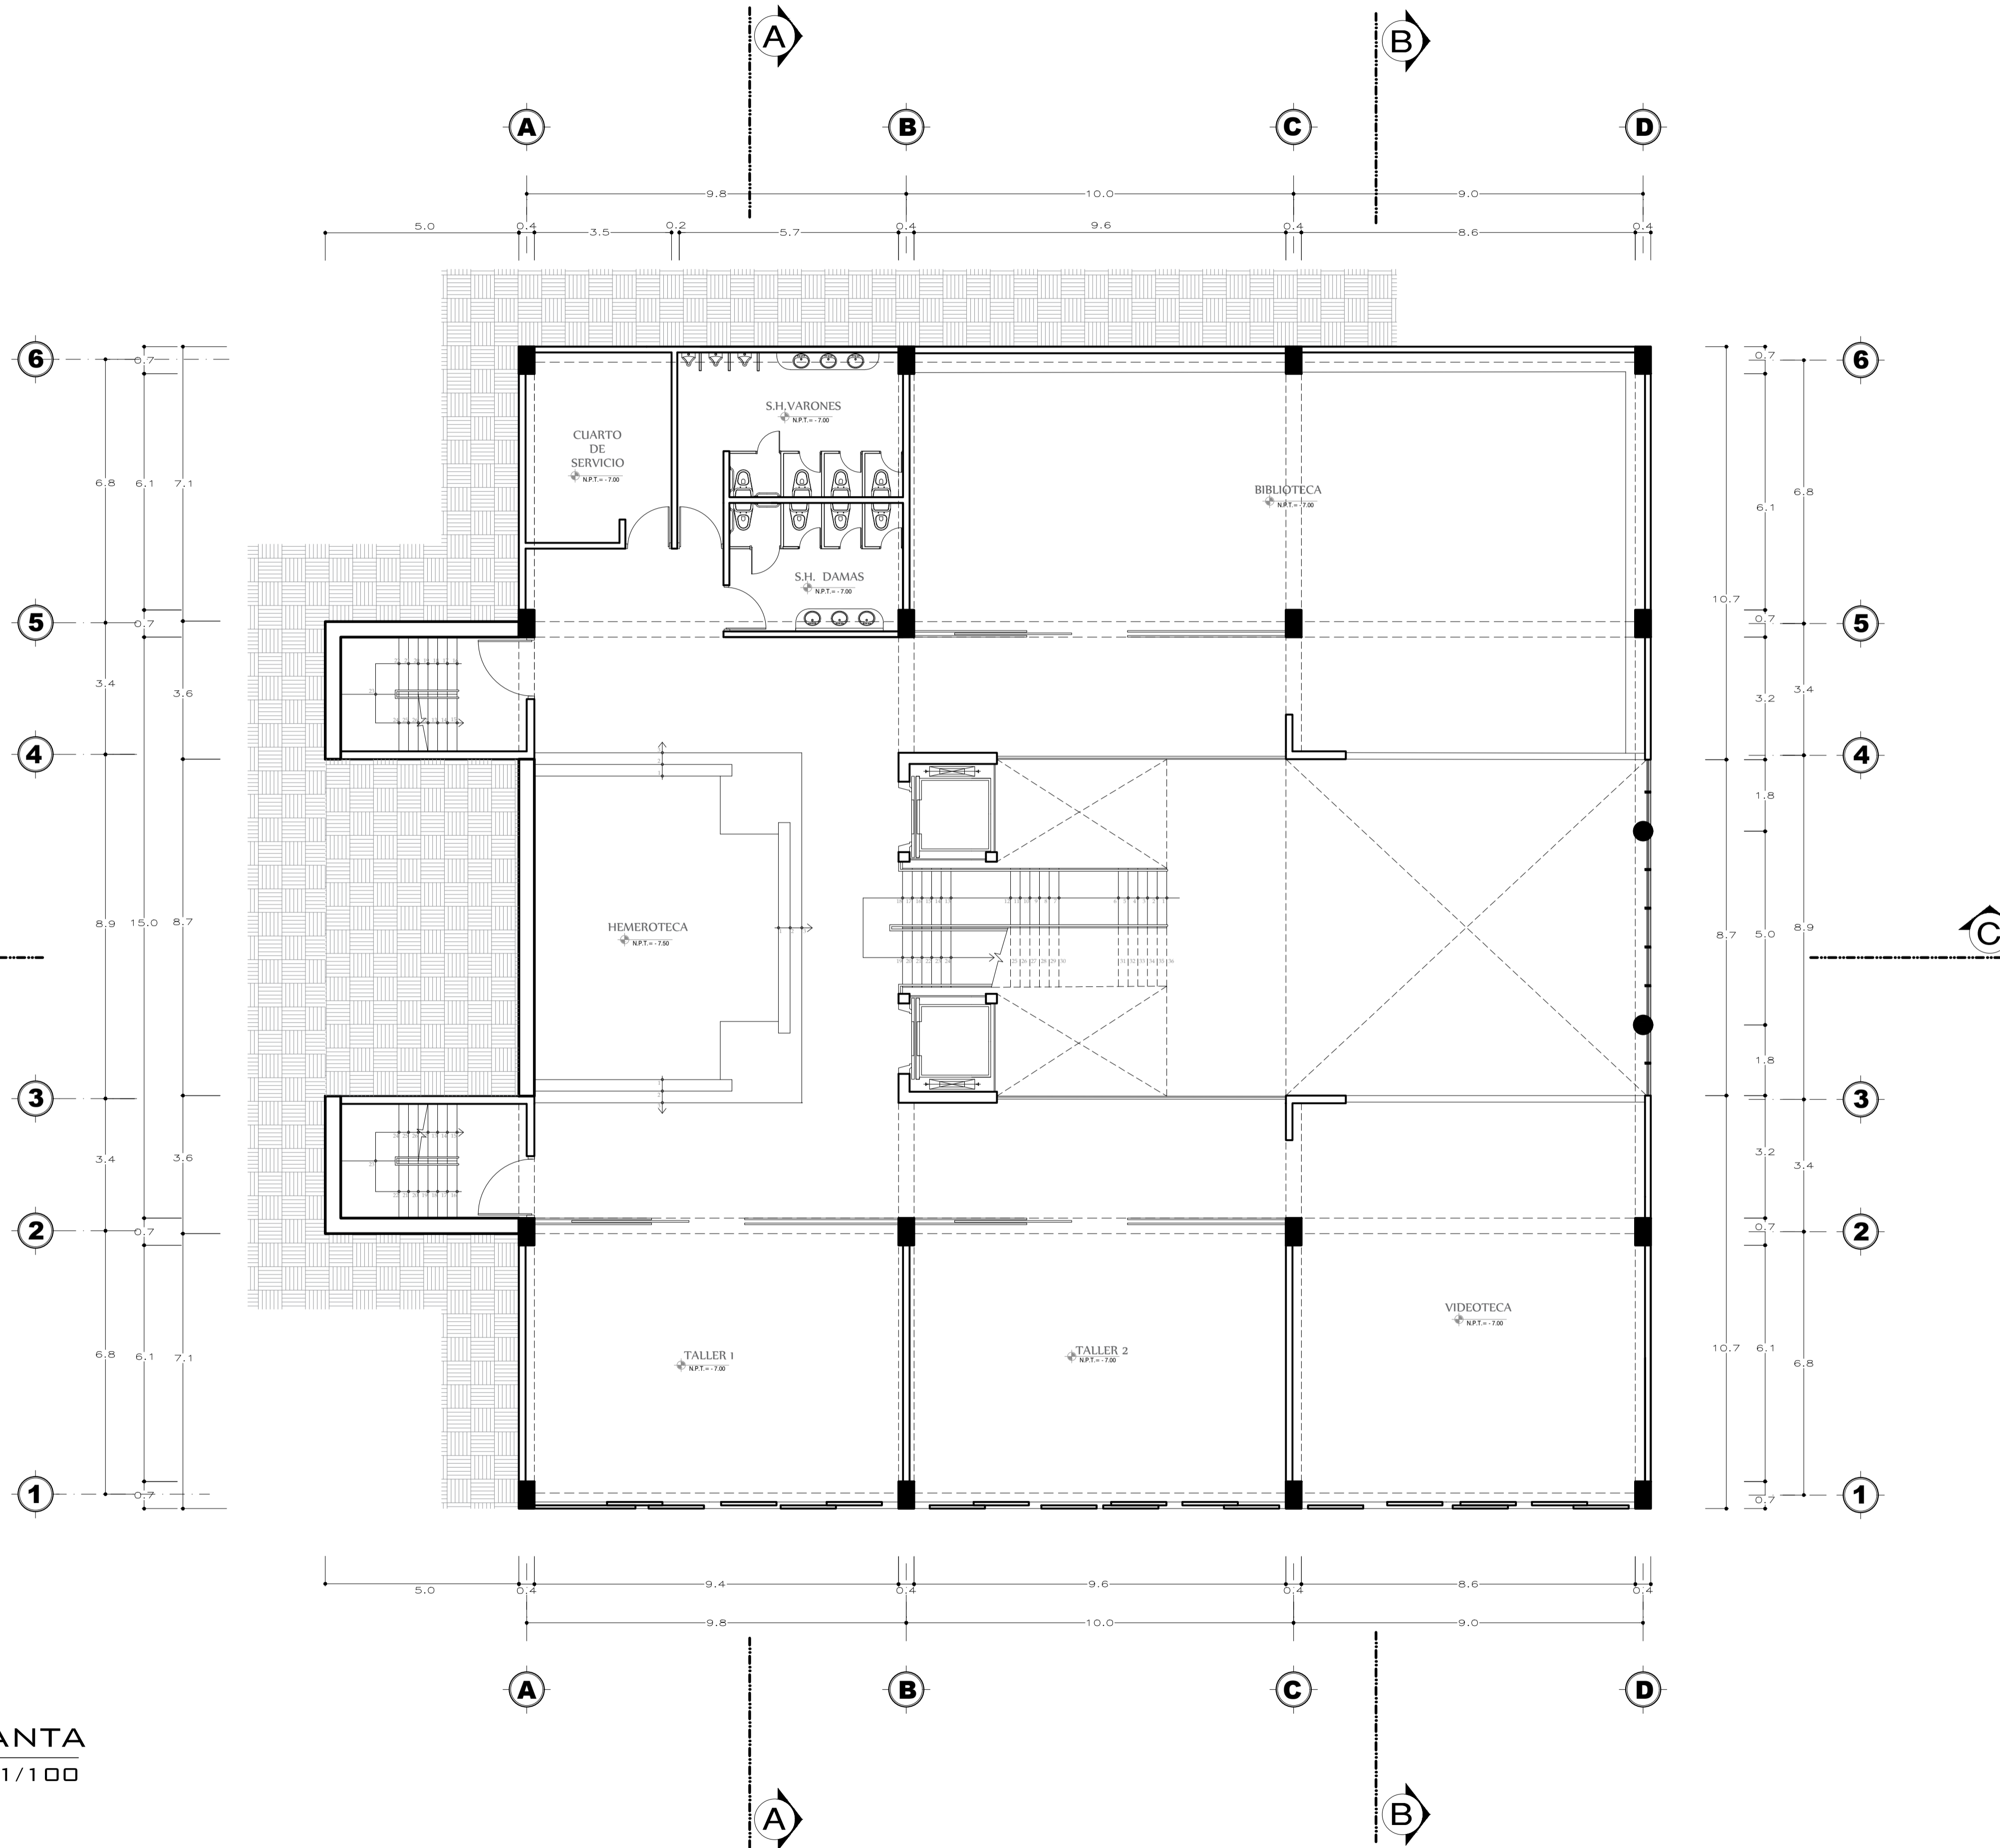 A
B
A
B
C
D
9.8
10.0
9.0
5.0
0.4
3.5
0.2
5.7
0.4
9.6
0.4
8.6
0.4
6
0.7
0.7
6
S.H.VARONES
N.P.T. = - 7.00
CUARTO
DE
SERVICIO
N.P.T. = - 7.00
6.8
6.1
7.1
BIBLIOTECA
N.P.T. = - 7.00
6.8
6.1
S.H. DAMAS
N.P.T. = - 7.00
10.7
5
0.7
0.7
5
3.4
3.6
3.2
3.4
4
4
1.8
8.9
15.0
8.7
HEMEROTECA
N.P.T. = - 7.50
8.7
5.0
8.9
C
1.8
3
3
3.4
3.6
3.2
3.4
2
0.7
0.7
2
VIDEOTECA
N.P.T. = - 7.00
6.8
6.1
7.1
TALLER 1
N.P.T. = - 7.00
TALLER 2
N.P.T. = - 7.00
10.7
6.1
6.8
1
0.7
0.7
1
5.0
0.4
9.4
0.4
9.6
0.4
8.6
0.4
9.8
10.0
9.0
A
B
C
D
ANTA
1/100
A
B